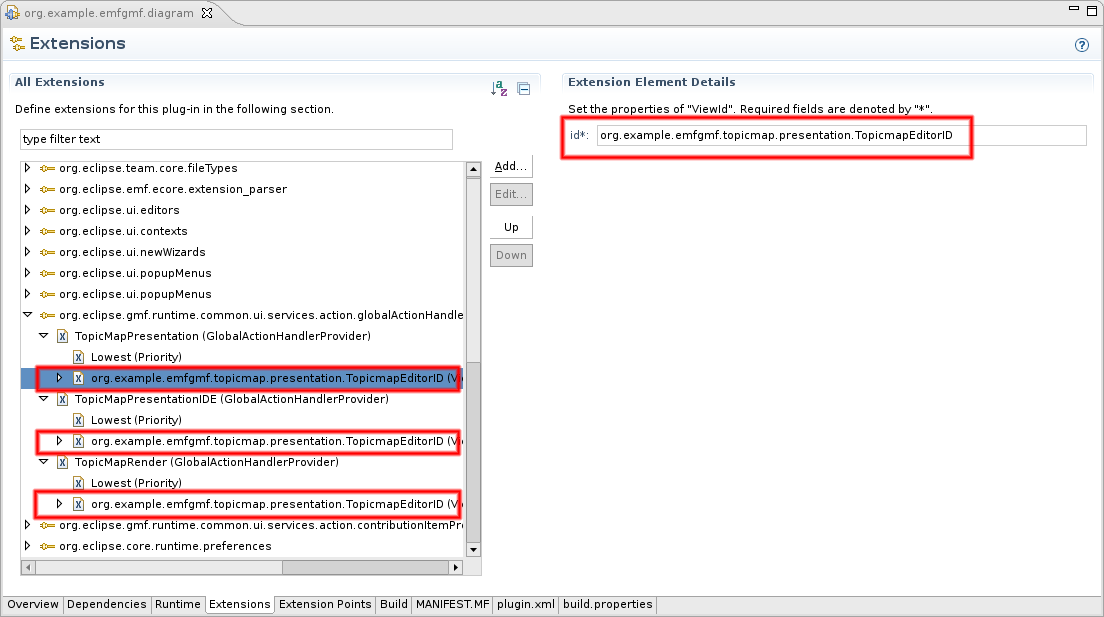 org.example.emfgmf.diagram
Extensions
All Extensions
Define extensions for this plug-in in the following section.
type filter text
org.eclipse.team.core.fileTypes
org.eclipse.emf.ecore.extension_parser
org.eclipse.ui.editors
org.eclipse.ui.contexts
org.eclipse.ui.newWizards
org.eclipse.ui.popupMenus
org.eclipse.ui.popupMenus
org.eclipse.gmf.runtime.common.ui.services.action.globalActionHandle
TopicMapPresentation (GlobalActionHandlerProvider)
Lowest (Priority)
org.example.emfgmf.topicmap.presentation.TopicmapEditorID (Vi
TopicMapPresentationIDE (GlobalActionHandlerProvider)
Lowest (Priority)
org.example.emfgmf.topicmap.presentation.TopicmapEditorID (Vi
TopicMapRender (GlobalActionHandlerProvider)
Lowest (Priority)
org.example.emfgmf.topicmap.presentation.TopicmapEditorID (Vi
org.eclipse.gmf.runtime.common.ui.services.action.contributionItemPro
org.eclipse.core.runtime.preferences
Add...
Edit...
Up
Down
Extension Element Details
Set the properties of "ViewId". Required fields are denoted by "*".
id*: org.example.emfgmf.topicmap.presentation.TopicmapEditorID
Overview Dependencies Runtime Extensions Extension Points Build MANIFEST.MF plugin.xml build.properties